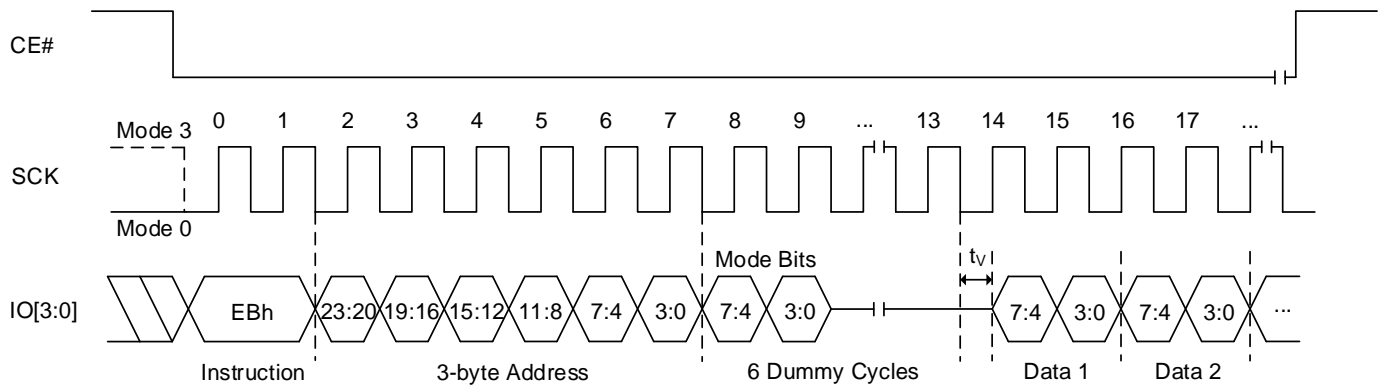 CE#
0 1 2 3 4 5 6 7 8 9 ... 13 14 15 16 17 ...
Mode 3
SCK
Mode 0
Mode Bits tV
IO[3:0] EBh 23:20 19:16 15:12 11:8 7:4 3:0 7:4 3:0 7:4 3:0 7:4 3:0 ...
Instruction 3-byte Address 6 Dummy Cycles Data 1 Data 2